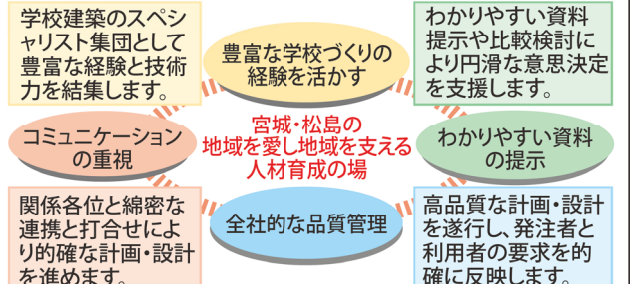 学校建築のスペシ
ャリスト集団として
豊富な経験と技術
力を結集します。
豊富な学校づくりの
経験を活かす
わかりやすい資料
提示や比較検討に
より円滑な意思決定
を支援します。
コミュニケーション
の重視
宮城・松島の
地域を愛し地域を支える
人材育成の場
わかりやすい資料
の提示
関係各位と綿密な
連携と打合せによ
り的確な計画・設計
を進めます。
全社的な品質管理
高品質な計画・設計
を遂行し、発注者と
利用者の要求を的
確に反映します。